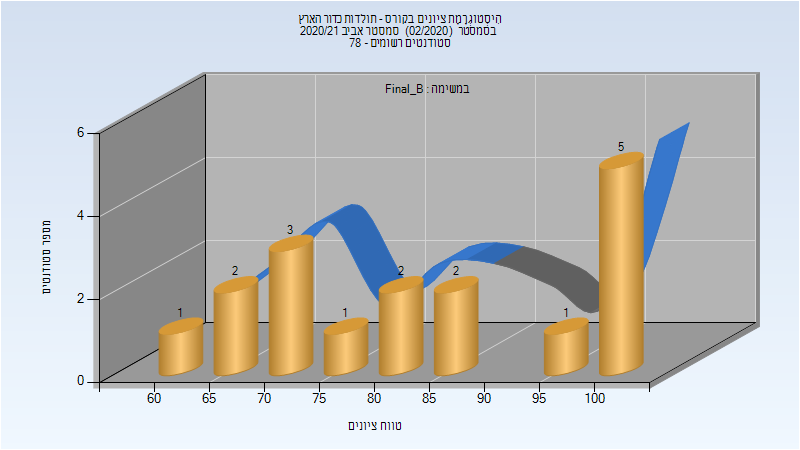 היסטוגרמת ציונים בקורס - תולדות כדור הארץ
בסמסטר (02/2020) סמסטר אביב 2020/21
סטודנטים רשומים - 78
במשימה : Final_B
6
4
2
0
מספר סטודנטים
1
2
3
1
2
2
1
5
60 65 70 75 80 85 90 95 100
טווח ציונים